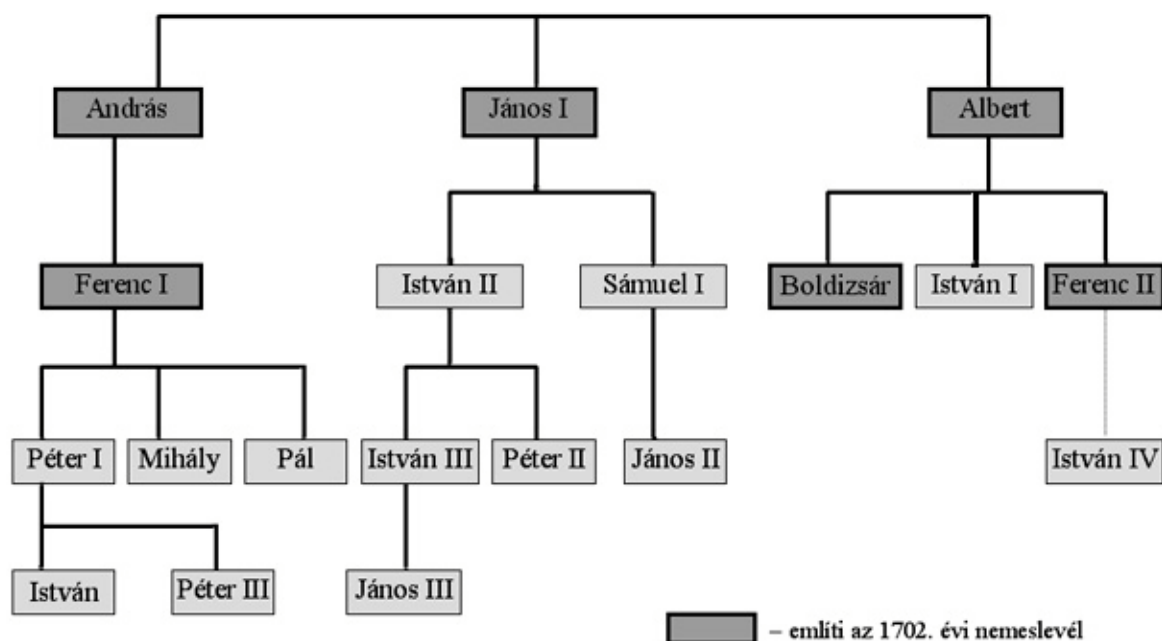 András János I Albert
Ferenc I István II Sámuel I Boldizsár István I Ferenc II
Péter I Mihály Pál István III Péter II János II István IV
István Péter III János III
– említi az 1702. évi nemeslevél